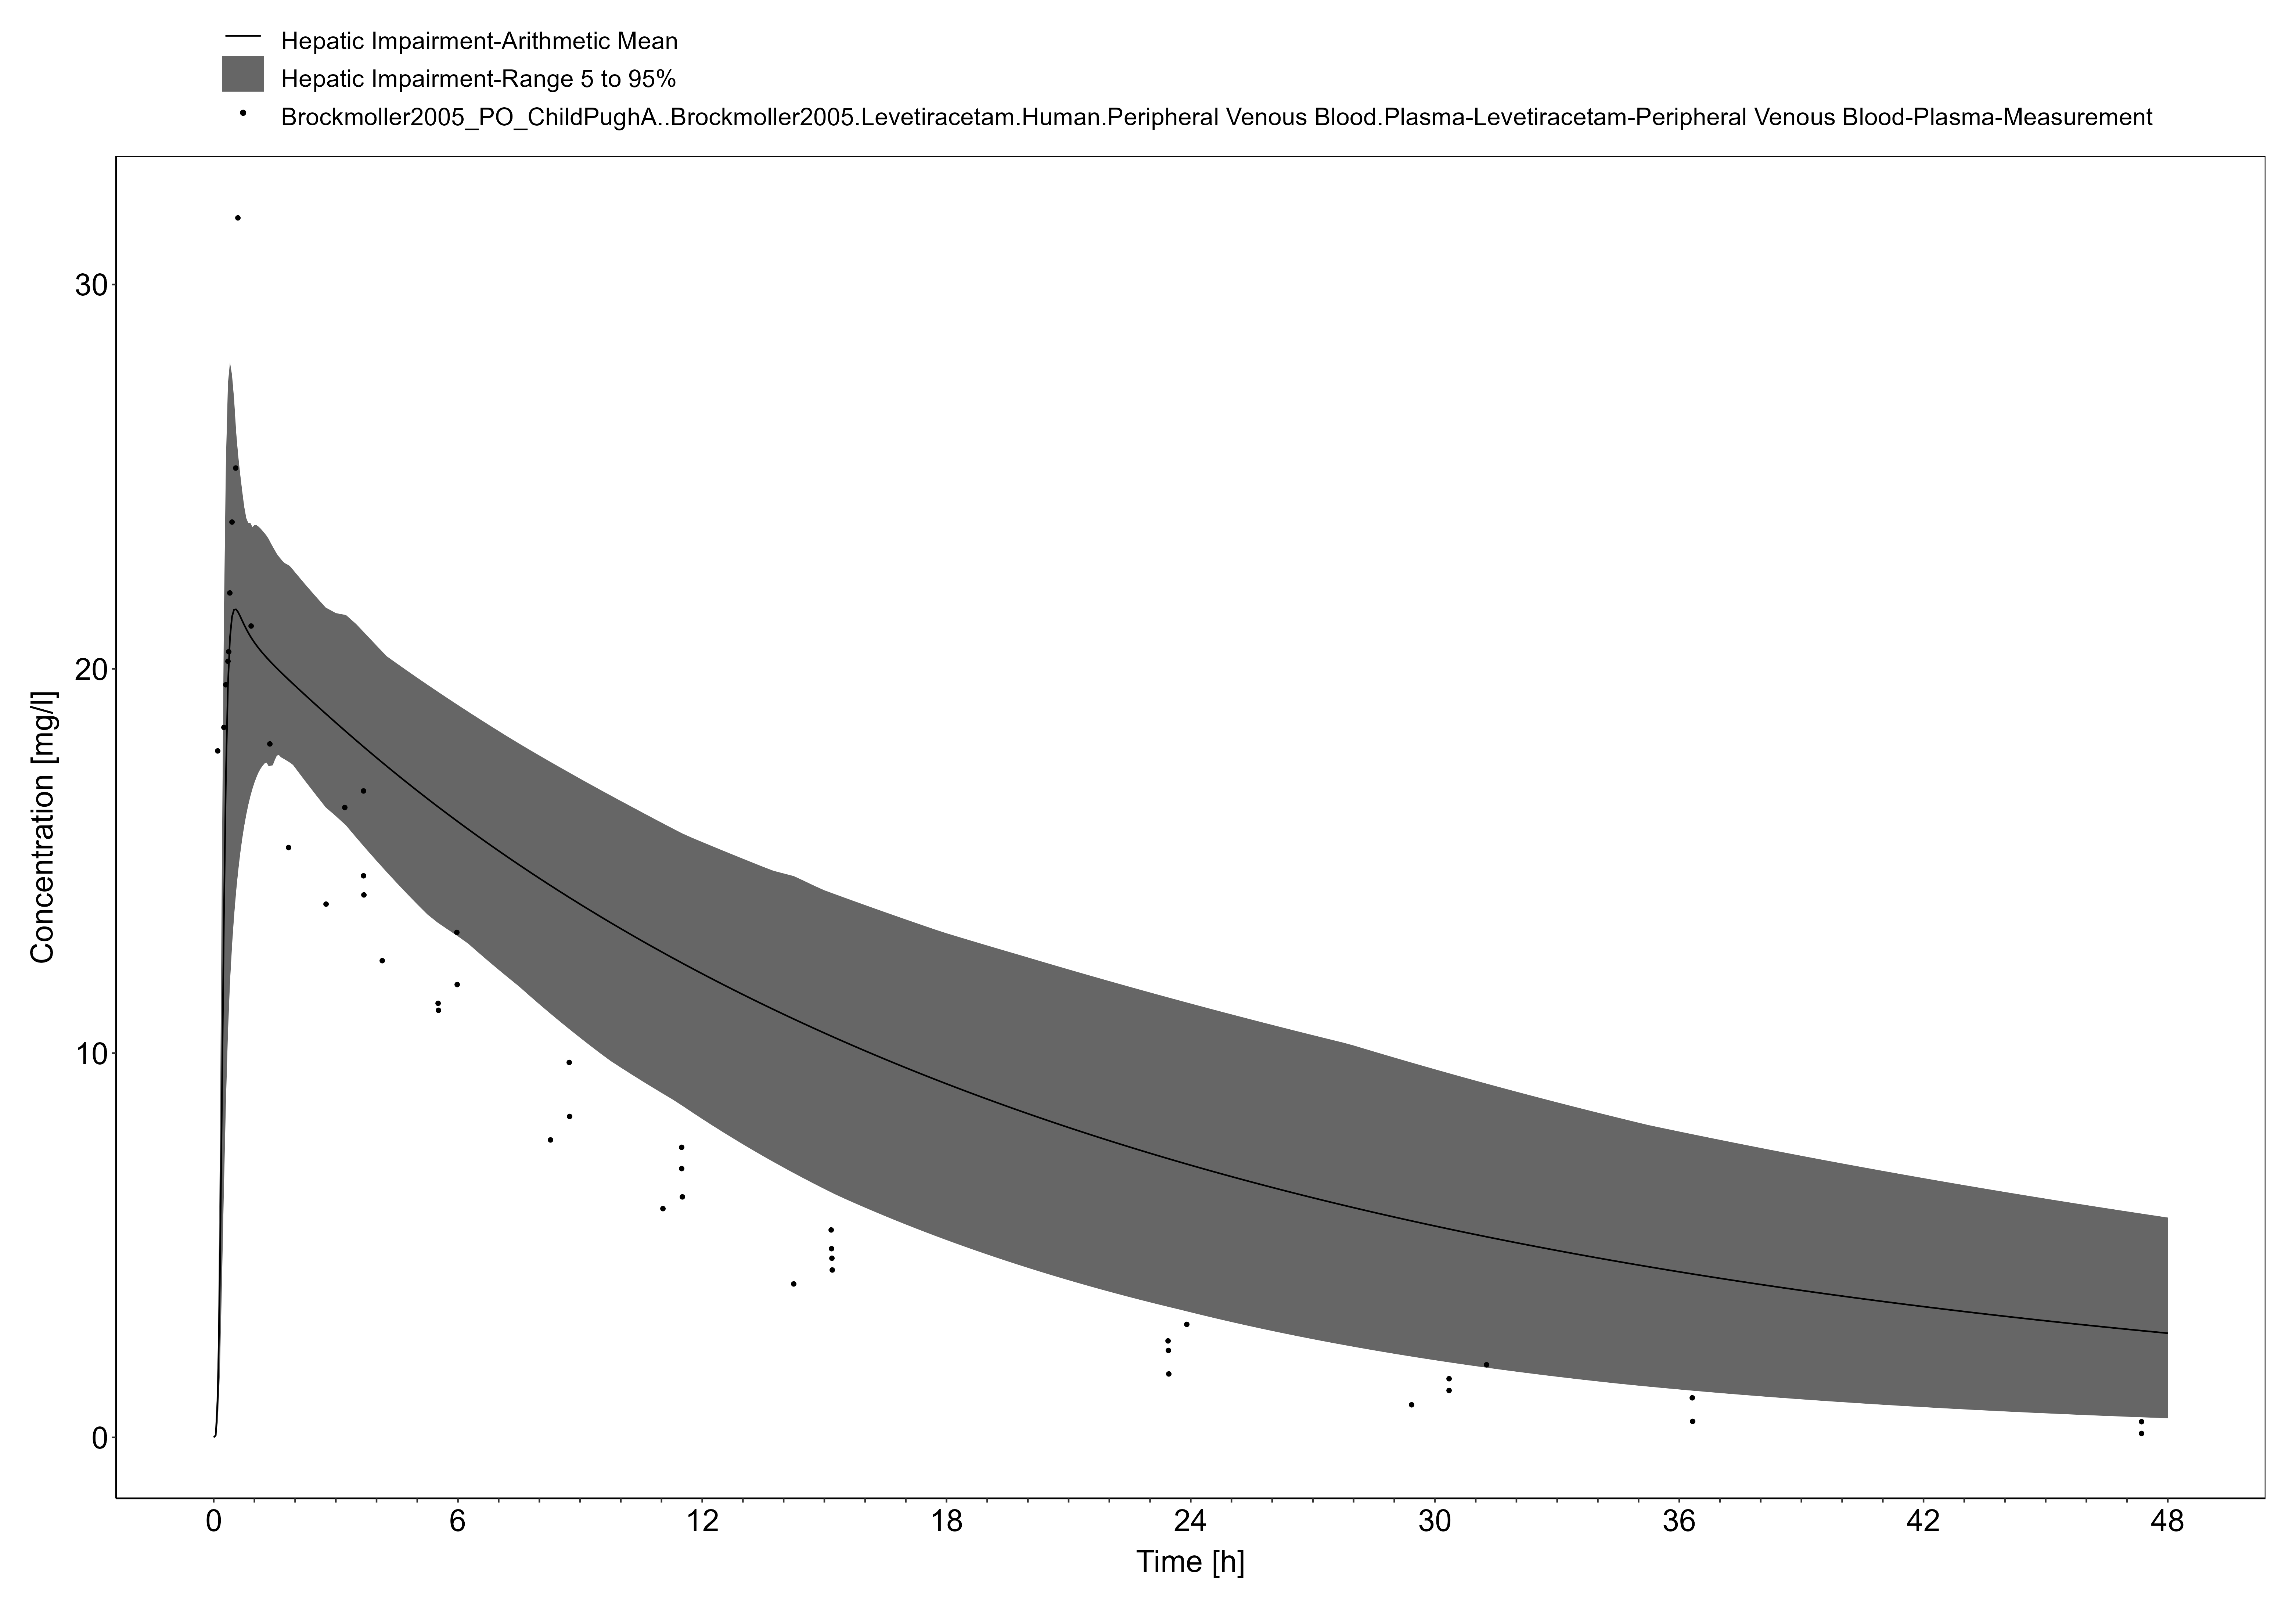 Hepatic Impairment-Arithmetic Mean
Hepatic Impairment-Range 5 to 95%
Brockmoller2005_PO_ChildPughA..Brockmoller2005.Levetiracetam.Human.Peripheral Venous Blood.Plasma-Levetiracetam-Peripheral Venous Blood-Plasma-Measurement
Concentration [mg/l]
30
20
10
0
0 6 12 18 24 30 36 42 48
Time [h]